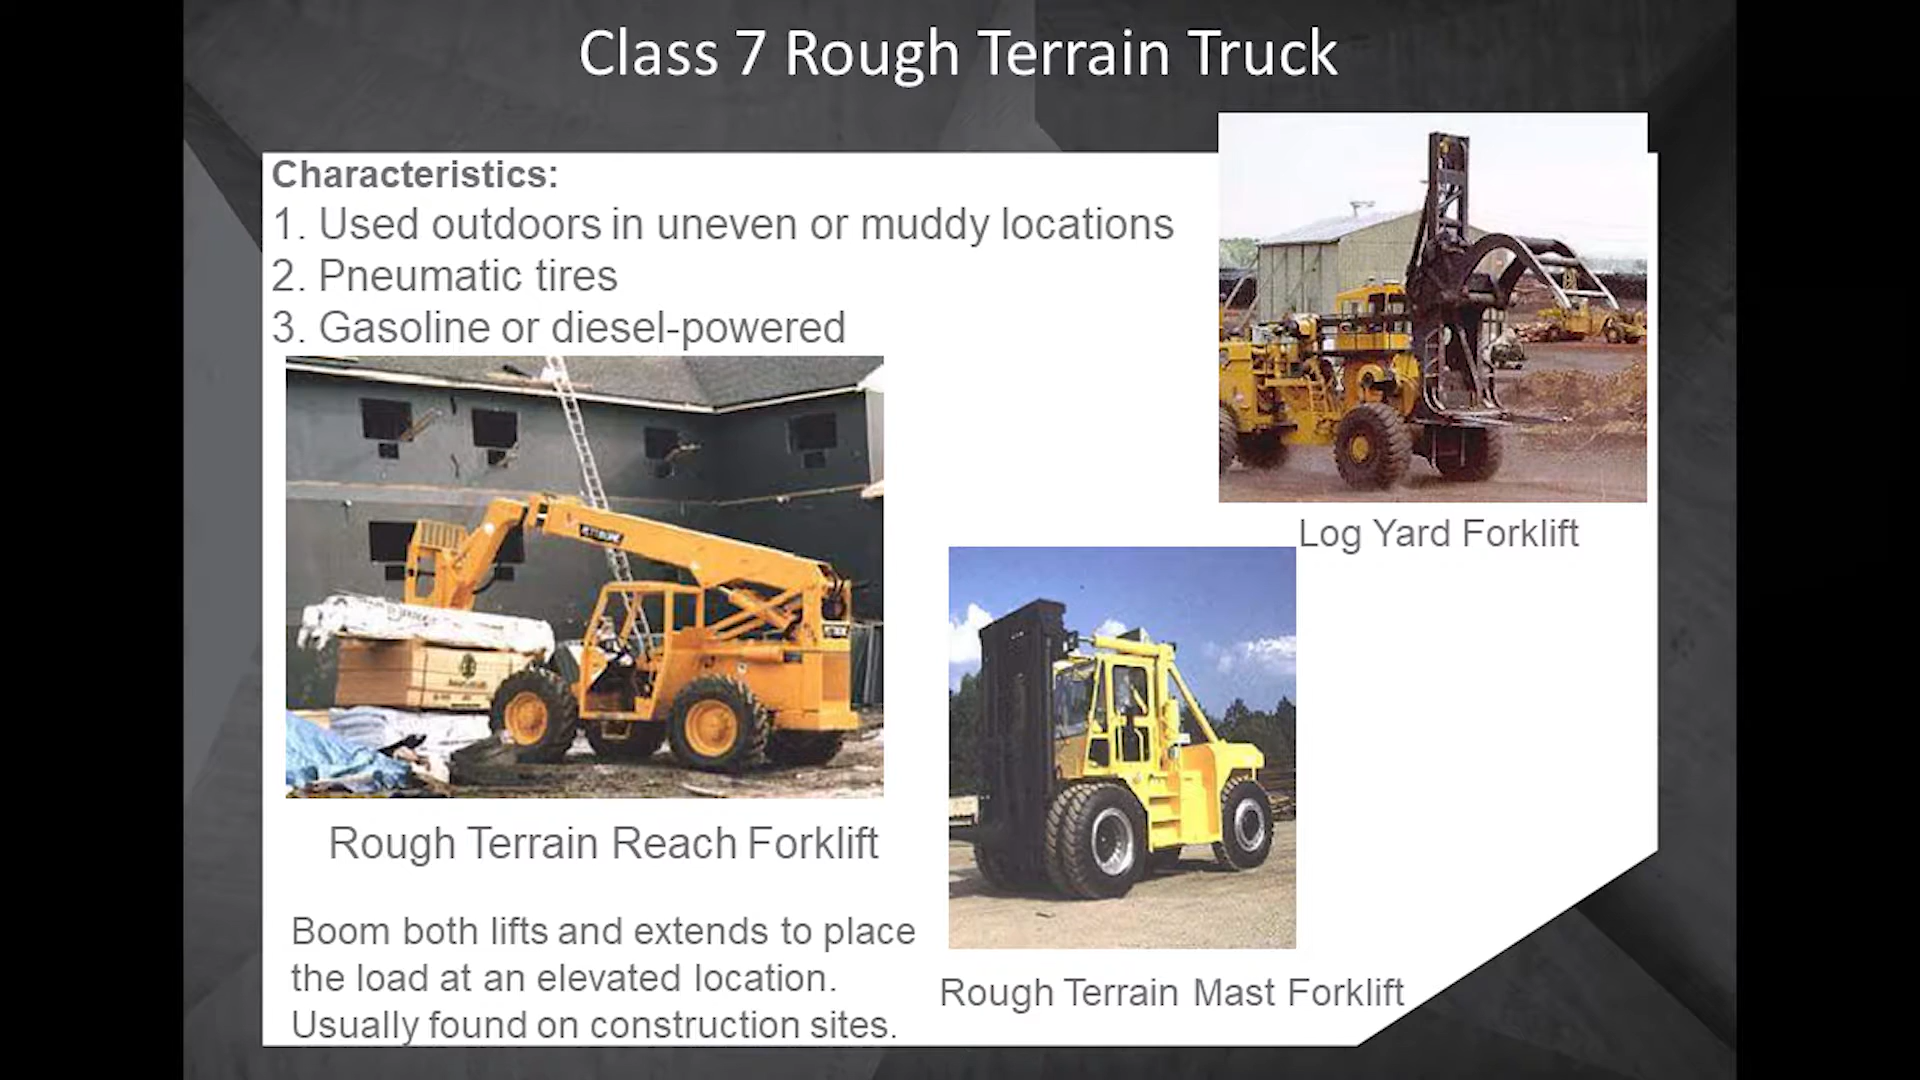 Class 7 Rough Terrain Truck
Characteristics:
1. Used outdoors in uneven or muddy locations
2. Pneumatic tires
3. Gasoline or diesel-powered
Log Yard Forklift
Rough Terrain Reach Forklift
Boom both lifts and extends to place
the load at an elevated location.
Usually found on construction sites.
Rough Terrain Mast Forklift